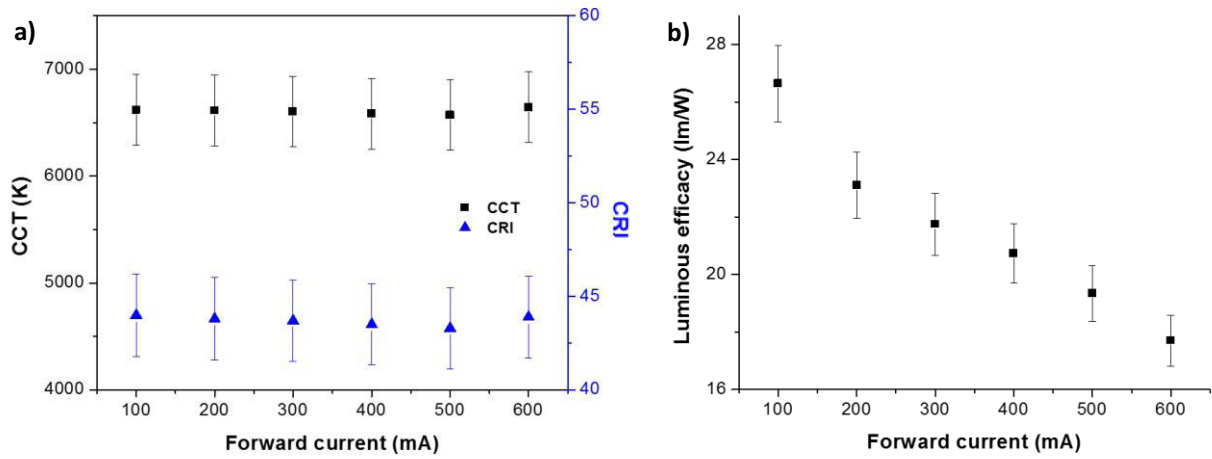 a)
7000
6000
5000
4000
CCT (K)
60
55
50
45
40
CRI
CCT
CRI
100 200 300 400 500 600
Forward current (mA)
b)
28
24
20
16
Luminous efficacy (lm/W)
100 200 300 400 500 600
Forward current (mA)